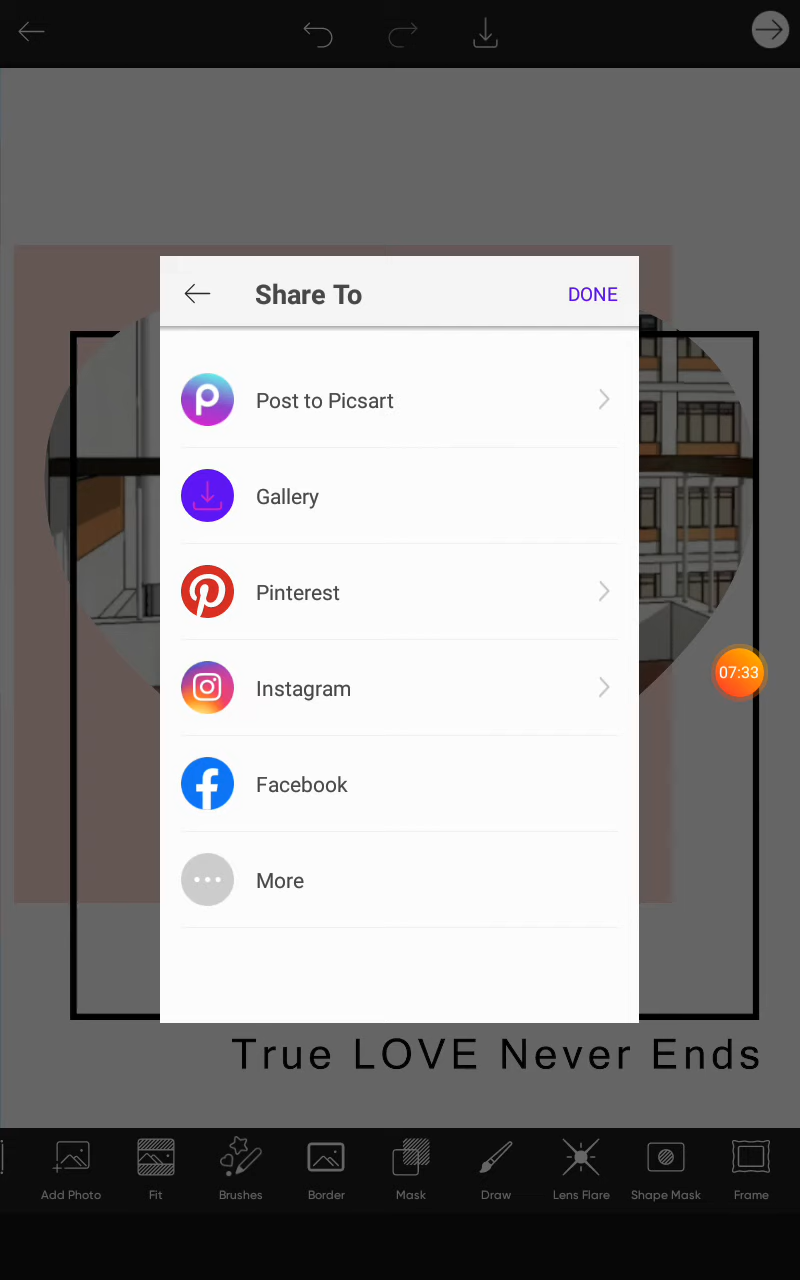 Share To
DONE
Post to Picsart
Gallery
Pinterest
Instagram
07:33
Facebook
More
True LOVE Never Ends
Add Photo
Fit
Brushes
Border
Mask
Draw
Lens Flare
Shape Mask
Frame